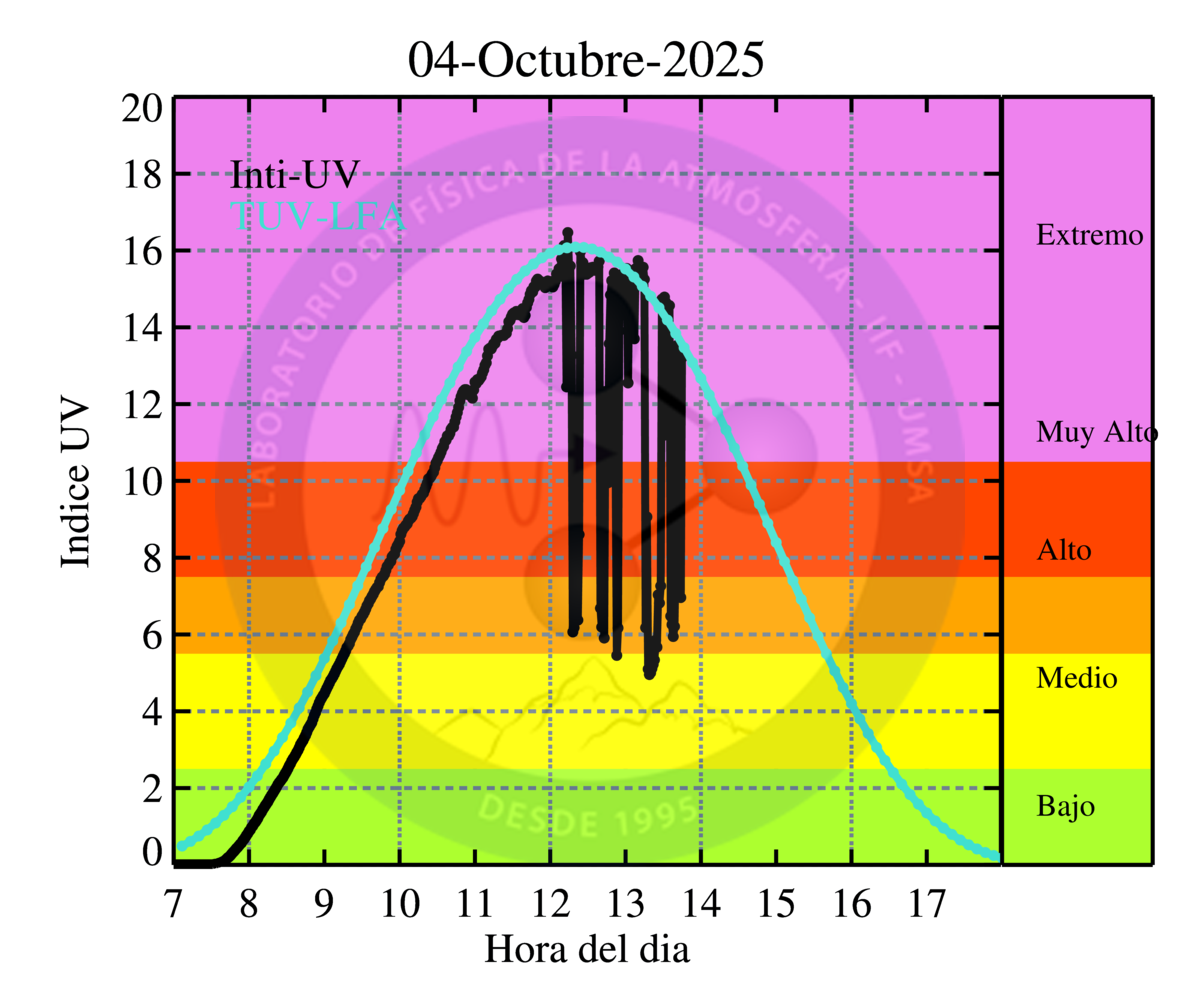 04-Octubre-2025
Indice UV
20
18
16
14
12
10
8
6
4
2
0
Inti-UV
TUV-LFA
LABORATORIO DE FÍSICA DE LA ATMÓSFERA - IIF - UMSA
DESDE 1995
Extremo
Muy Alto
Alto
Medio
Bajo
7 8 9 10 11 12 13 14 15 16 17
Hora del dia